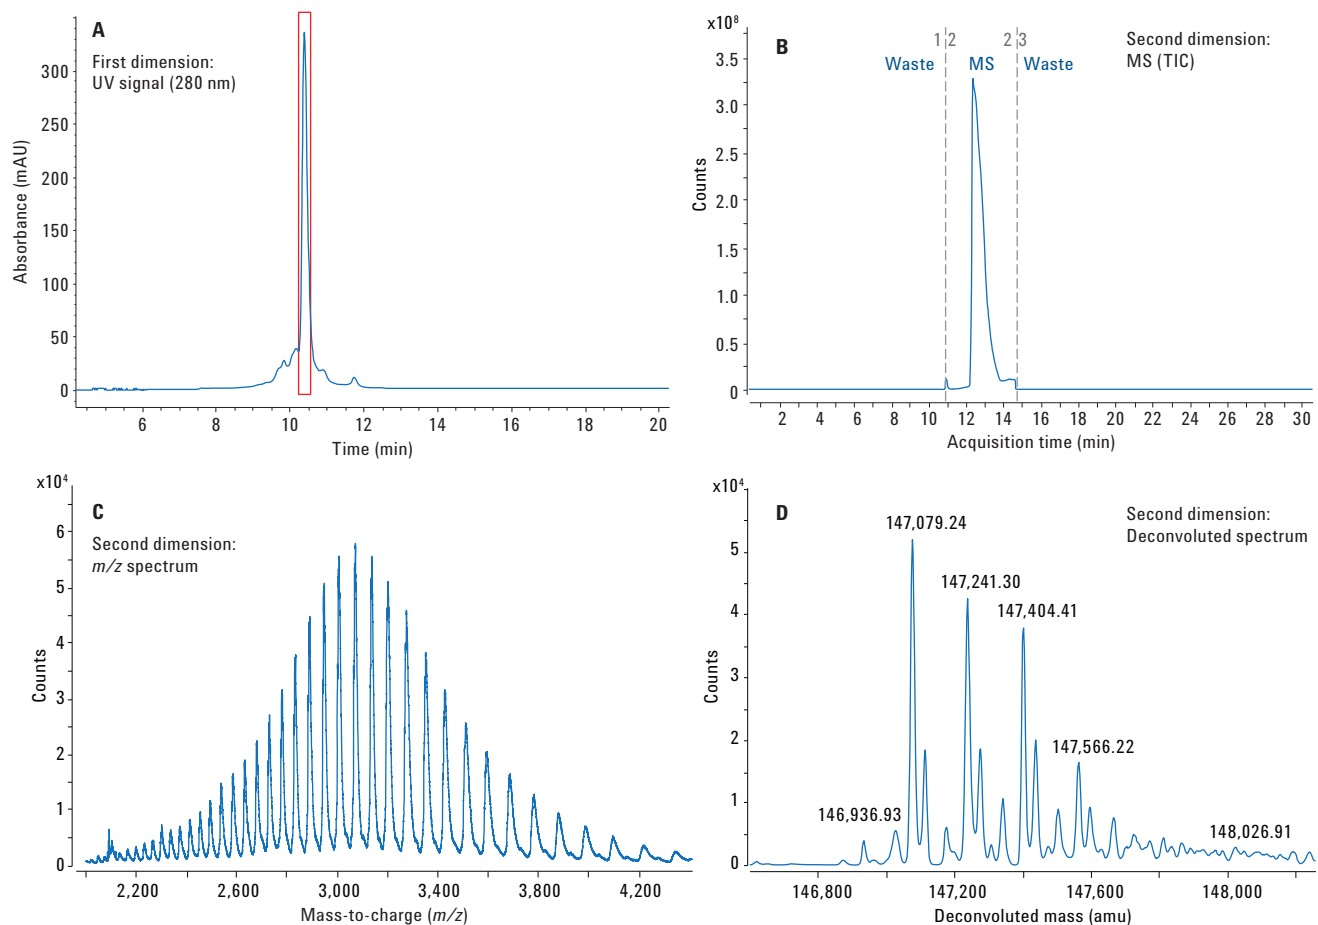 A
First dimension:
UV signal (280 nm)
Absorbance (mAU)
300
250
200
150
100
50
0
6
8
10
12
14
16
18
20
Time (min)
x10⁸
B
1 2
2 3
Waste
MS
Waste
Second dimension:
MS (TIC)
Counts
3.5
3.0
2.5
2.0
1.5
1.0
0.5
0
2
4
6
8
10
12
14
16
18
20
22
24
26
28
30
Acquisition time (min)
x10⁴
C
Second dimension:
m/z spectrum
Counts
6
5
4
3
2
1
0
2,200
2,600
3,000
3,400
3,800
4,200
Mass-to-charge (m/z)
x10⁴
D
Second dimension:
Deconvoluted spectrum
147,079.24
147,241.30
147,404.41
147,566.22
146,936.93
148,026.91
Counts
5
4
3
2
1
0
146,800
147,200
147,600
148,000
Deconvoluted mass (amu)